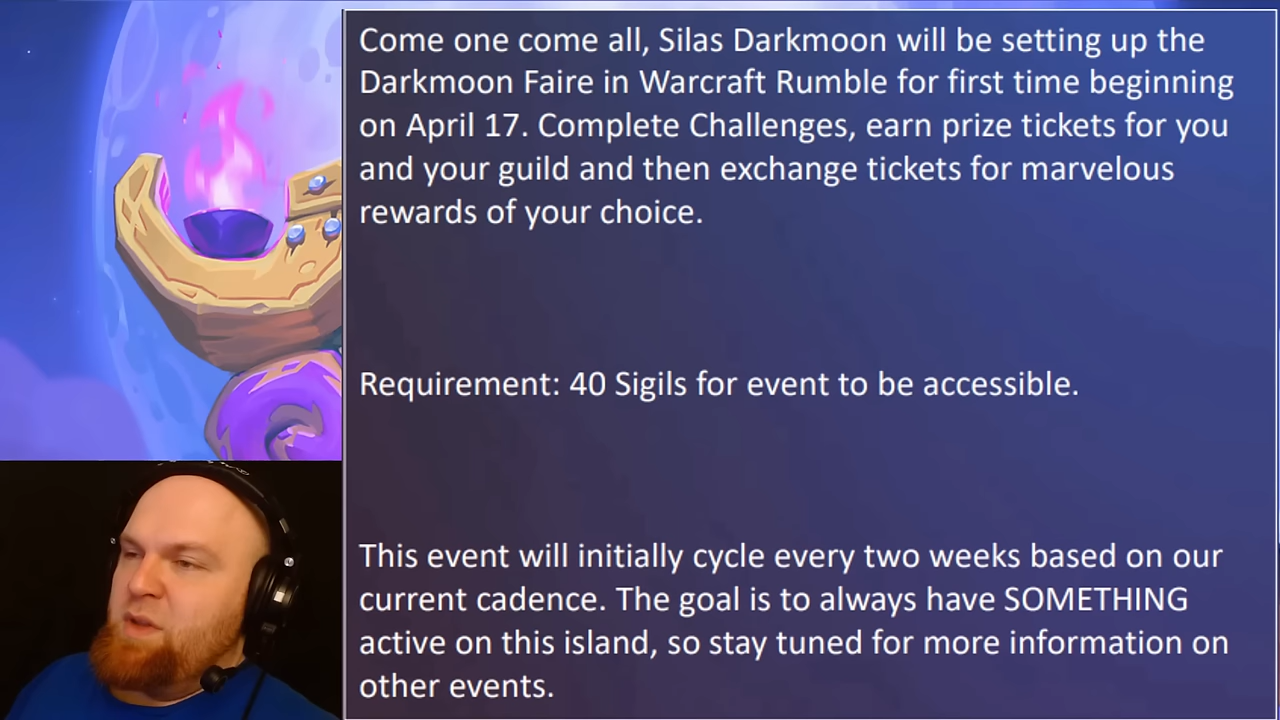 Come one come all, Silas Darkmoon will be setting up the
Darkmoon Faire in Warcraft Rumble for first time beginning
on April 17. Complete Challenges, earn prize tickets for you
and your guild and then exchange tickets for marvelous
rewards of your choice.
Requirement: 40 Sigils for event to be accessible.
This event will initially cycle every two weeks based on our
current cadence. The goal is to always have SOMETHING
active on this island, so stay tuned for more information on
other events.